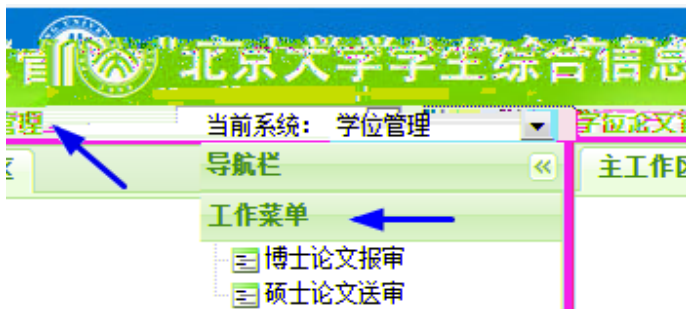 北京大学学生综合信息
管理
当前系统： 学位管理
学位论文管
导航栏
主工作区
工作菜单
博士论文报审
硕士论文送审